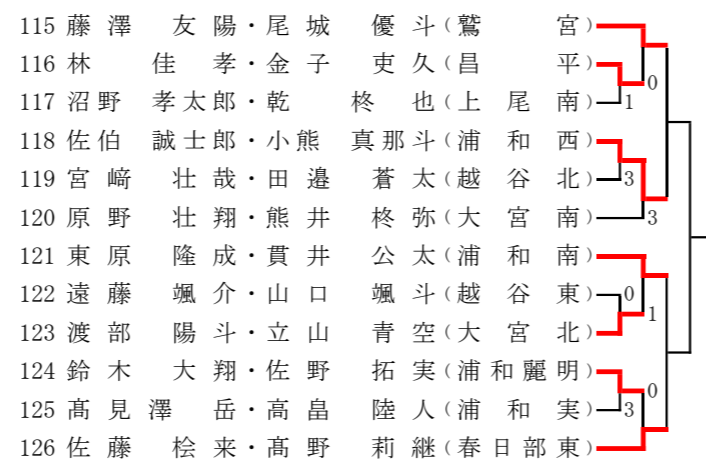 115 藤澤 友陽・尾城 優斗(鷲宮)
116 林 佳孝・金子 吏久(昌平)
0
117 沼野 孝太郎・乾 柊也(上尾南)
1
118 佐伯 誠士郎・小熊 真那斗(浦和西)
119 宮﨑 壮哉・田邉 蒼太(越谷北)
3
120 原野 壮翔・熊井 柊弥(大宮南)
3
121 東原 隆成・貫井 公太(浦和南)
122 遠藤 颯介・山口 颯斗(越谷東)
0
1
123 渡部 陽斗・立山 青空(大宮北)
124 鈴木 大翔・佐野 拓実(浦和麗明)
0
125 髙見澤 岳・高畠 陸人(浦和実)
3
126 佐藤 桧来・髙野 莉継(春日部東)